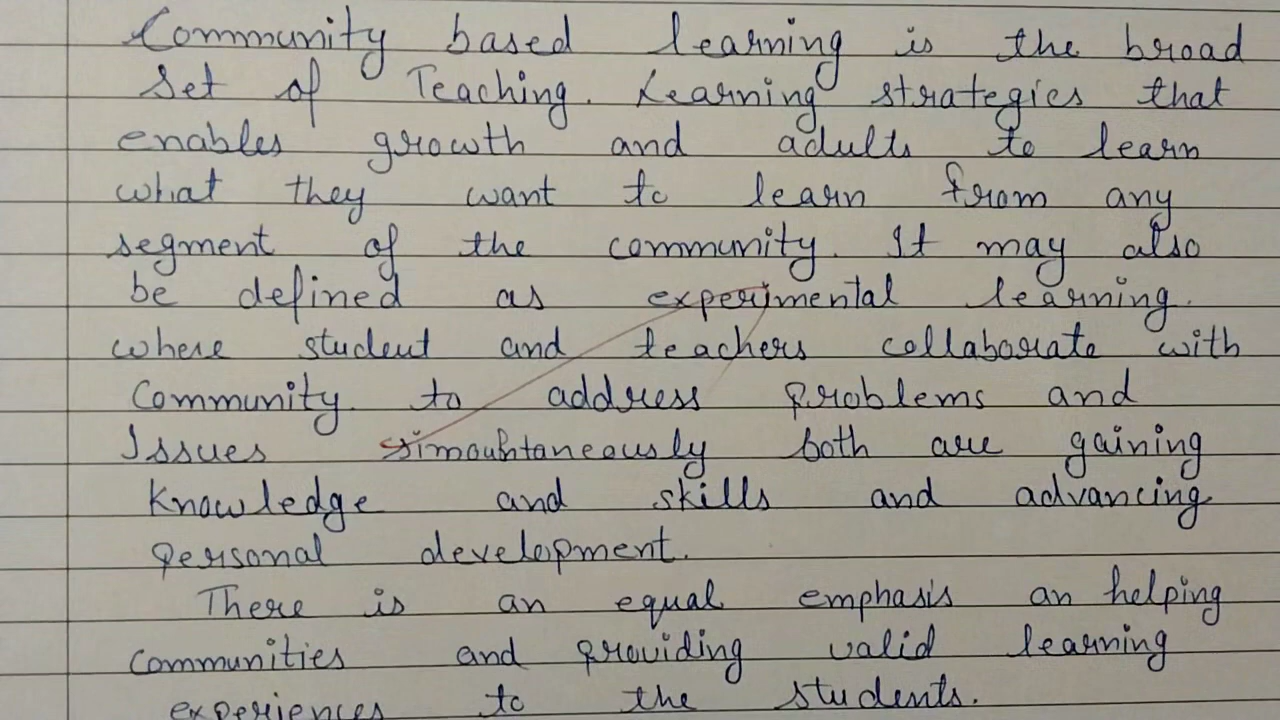 Community based learning is the broad
Set of Teaching. Learning strategies that
enables growth and adults to learn
what they want to learn from any
segment of the community. It may also
be defined as experimental learning.
where student and teachers collaborate with
Community to address problems and
Issues simountaneously both are gaining
Knowledge and skills and advancing
personal development.
There is an equal emphasis an helping
communities and providing valid learning
experiences to the students.